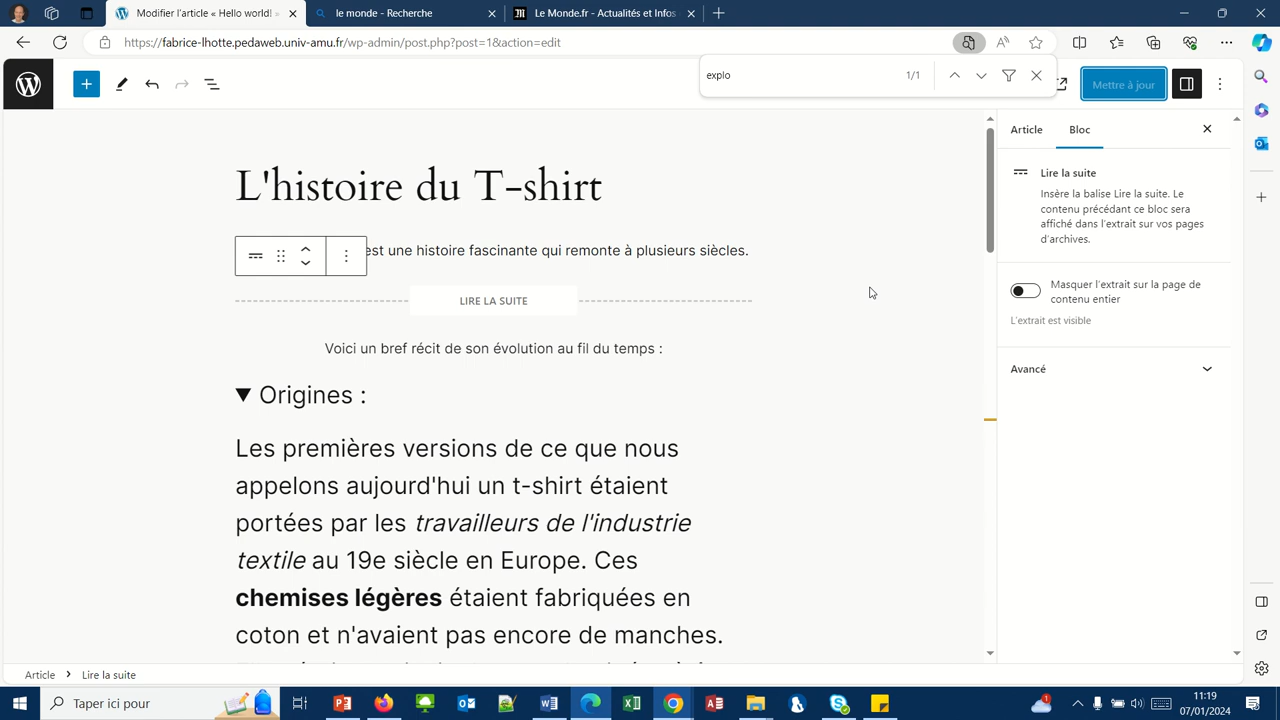 Modifier l'article « Hello world! »
le monde - Recherche
Le Monde.fr - Actualités et Infos
https://fabrice-lhotte.pedaweb.univ-amu.fr/wp-admin/post.php?post=1&action=edit
explo
1/1
Mettre à jour
Article
Bloc
L'histoire du T-shirt
Lire la suite
Insère la balise Lire la suite. Le
contenu précédant ce bloc sera
affiché dans l'extrait sur vos pages
d'archives.
est une histoire fascinante qui remonte à plusieurs siècles.
LIRE LA SUITE
Masquer l'extrait sur la page de
contenu entier
L'extrait est visible
Voici un bref récit de son évolution au fil du temps :
Avancé
Origines :
Les premières versions de ce que nous
appelons aujourd'hui un t-shirt étaient
portées par les travailleurs de l'industrie
textile au 19e siècle en Europe. Ces
chemises légères étaient fabriquées en
coton et n'avaient pas encore de manches.
Article
Lire la suite
Taper ici pour
11:19
07/01/2024